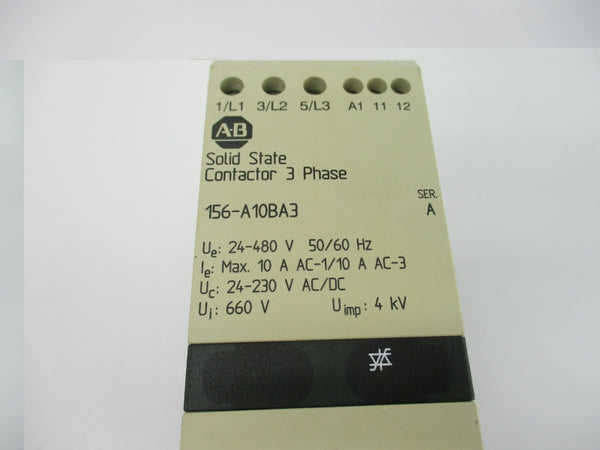 1/L1 3/L2 5/L3 A1 11 12
A-B
Solid State
Contactor 3 Phase
SER.
156-A10BA3 A
Ue: 24-480 V 50/60 Hz
Ie: Max. 10 A AC-1/10 A AC-3
Uc: 24-230 V AC/DC
Ui: 660 V Uimp: 4 kV